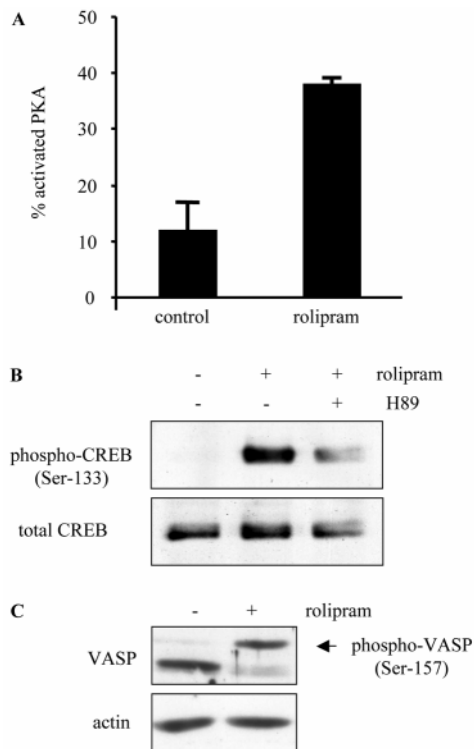 A
% activated PKA
50
40
30
20
10
0
control rolipram
B
- + + rolipram
- - + H89
phospho-CREB
(Ser-133)
total CREB
C
- + rolipram
VASP
phospho-VASP
(Ser-157)
actin